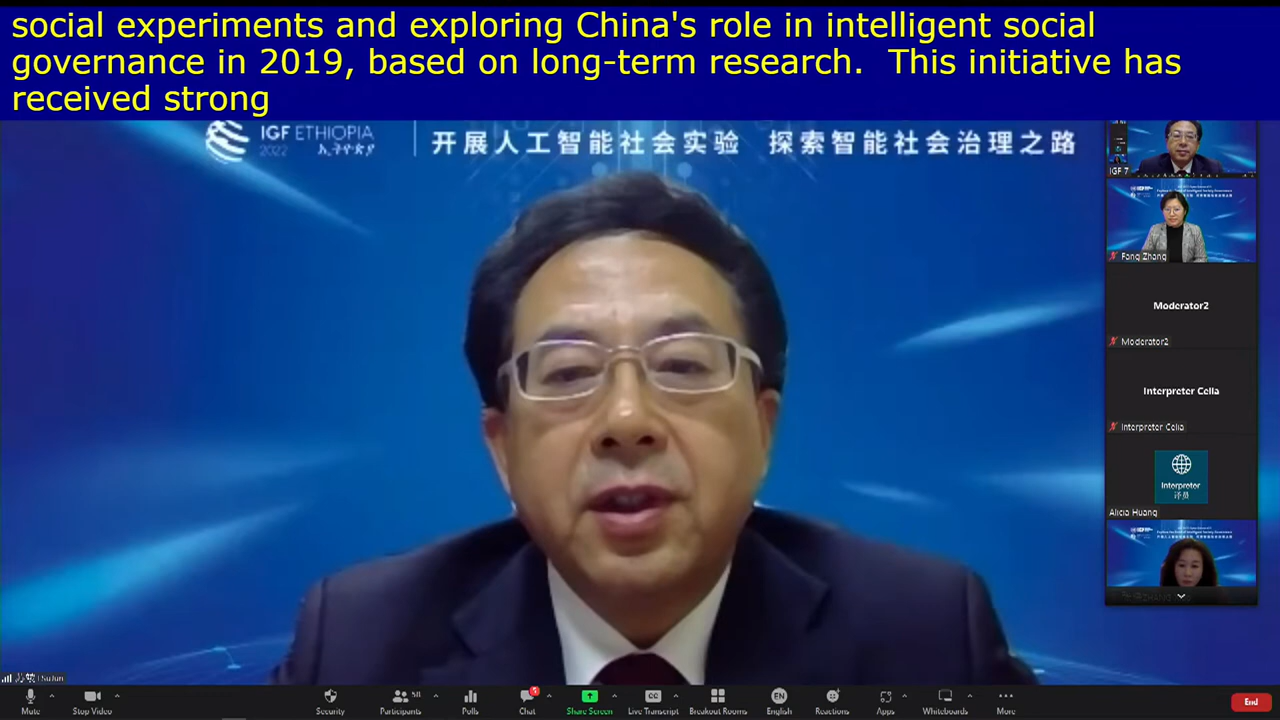 social experiments and exploring China's role in intelligent social
governance in 2019, based on long-term research.  This initiative has
received strong
IGF ETHIOPIA
2022 ኢትዮጵያ
开展人工智能社会实验 探索智能社会治理之路
IGF 7
Fang Zhang
Moderator2
Moderator2
Interpreter Celia
Interpreter Celia
Interpreter
译员
Alicia Huang
Mute
Stop Video
Security
Participants
58
Polls
Chat
5
Share Screen
CC
Live Transcript
Breakout Rooms
EN
English
Reactions
Apps
Whiteboards
More
End